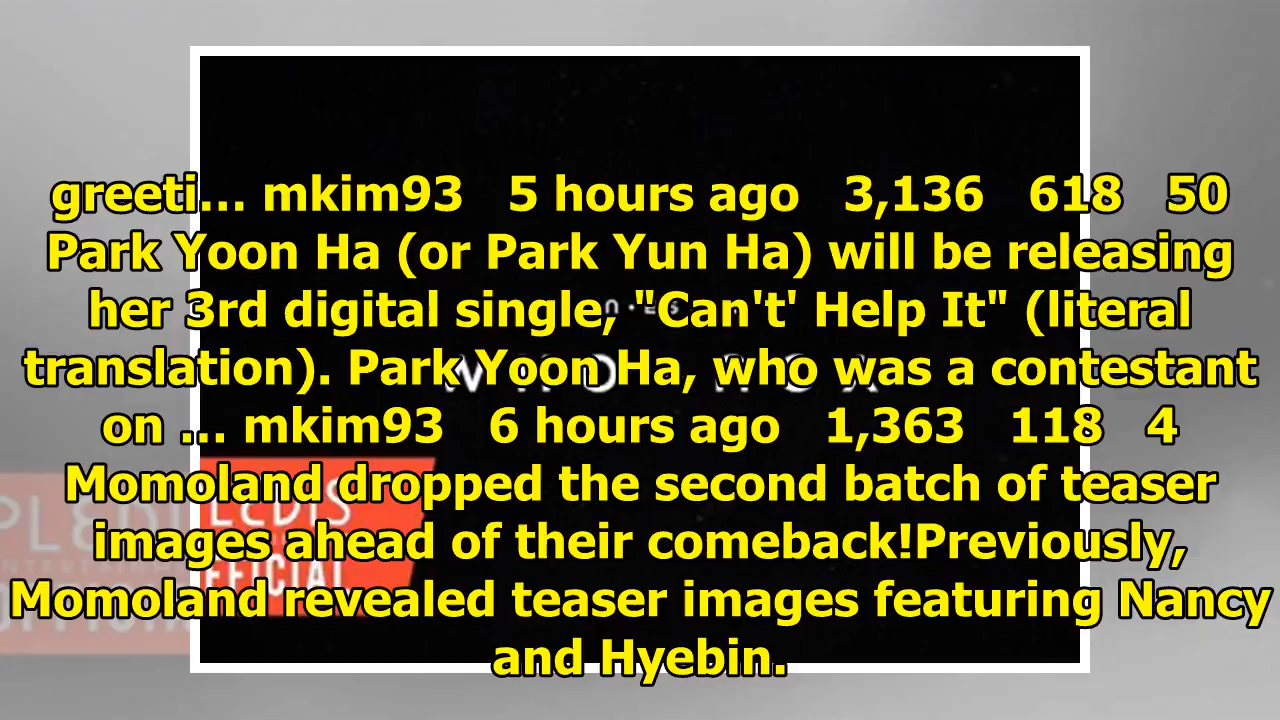 greeti... mkim93 5 hours ago 3,136 618 50
Park Yoon Ha (or Park Yun Ha) will be releasing
her 3rd digital single, "Can't' Help It" (literal
translation). Park Yoon Ha, who was a contestant
on ... mkim93 6 hours ago 1,363 118 4
Momoland dropped the second batch of teaser
images ahead of their comeback!Previously,
Momoland revealed teaser images featuring Nancy
and Hyebin.